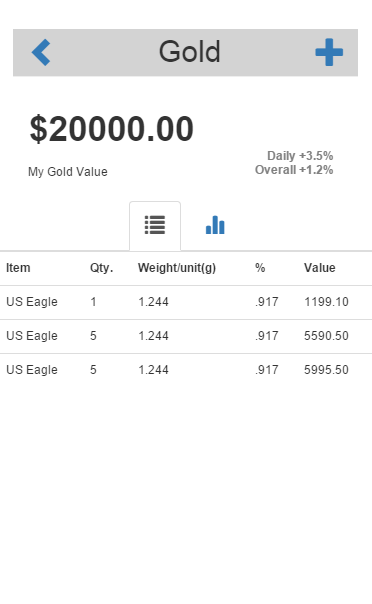 Gold
$20000.00
My Gold Value
Daily +3.5%
Overall +1.2%
Item Qty. Weight/unit(g) % Value
US Eagle 1 1.244 .917 1199.10
US Eagle 5 1.244 .917 5590.50
US Eagle 5 1.244 .917 5995.50